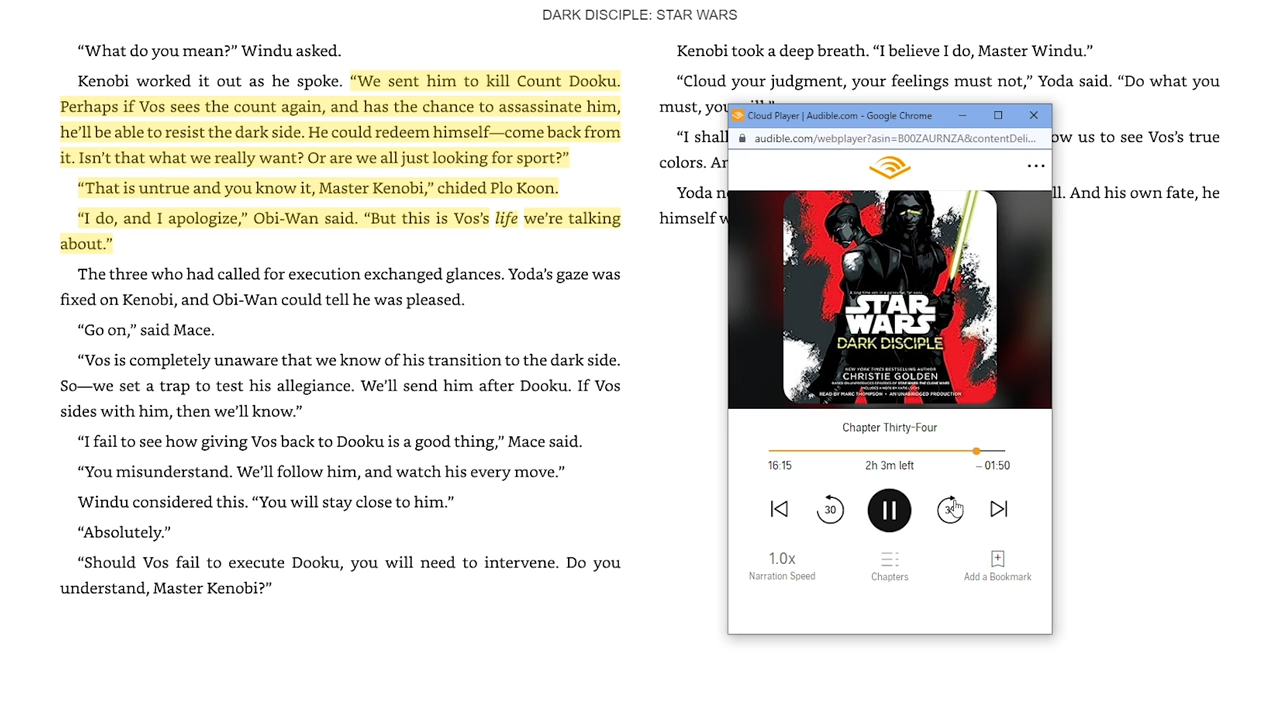 DARK DISCIPLE: STAR WARS
“What do you mean?” Windu asked.
Kenobi worked it out as he spoke. “We sent him to kill Count Dooku.
Perhaps if Vos sees the count again, and has the chance to assassinate him,
he’ll be able to resist the dark side. He could redeem himself—come back from
it. Isn’t that what we really want? Or are we all just looking for sport?”
“That is untrue and you know it, Master Kenobi,” chided Plo Koon.
“I do, and I apologize,” Obi-Wan said. “But this is Vos’s life we’re talking
about.”
The three who had called for execution exchanged glances. Yoda’s gaze was
fixed on Kenobi, and Obi-Wan could tell he was pleased.
“Go on,” said Mace.
“Vos is completely unaware that we know of his transition to the dark side.
So—we set a trap to test his allegiance. We’ll send him after Dooku. If Vos
sides with him, then we’ll know.”
“I fail to see how giving Vos back to Dooku is a good thing,” Mace said.
“You misunderstand. We’ll follow him, and watch his every move.”
Windu considered this. “You will stay close to him.”
“Absolutely.”
“Should Vos fail to execute Dooku, you will need to intervene. Do you
understand, Master Kenobi?”
Kenobi took a deep breath. “I believe I do, Master Windu.”
“Cloud your judgment, your feelings must not,” Yoda said. “Do what you
must, you
“I shall ow us to see Vos’s true
colors.
Yoda ll. And his own fate, he
himself
Cloud Player | Audible.com - Google Chrome
audible.com/webplayer?asin=B00ZAURNZA&contentDeli...
STAR
WARS
DARK DISCIPLE
NEW YORK TIMES BESTSELLING AUTHOR
CHRISTIE GOLDEN
READ BY MARC THOMPSON • AN UNABRIDGED PRODUCTION
Chapter Thirty-Four
16:15 2h 3m left – 01:50
30 30
1.0x
Narration Speed Chapters Add a Bookmark